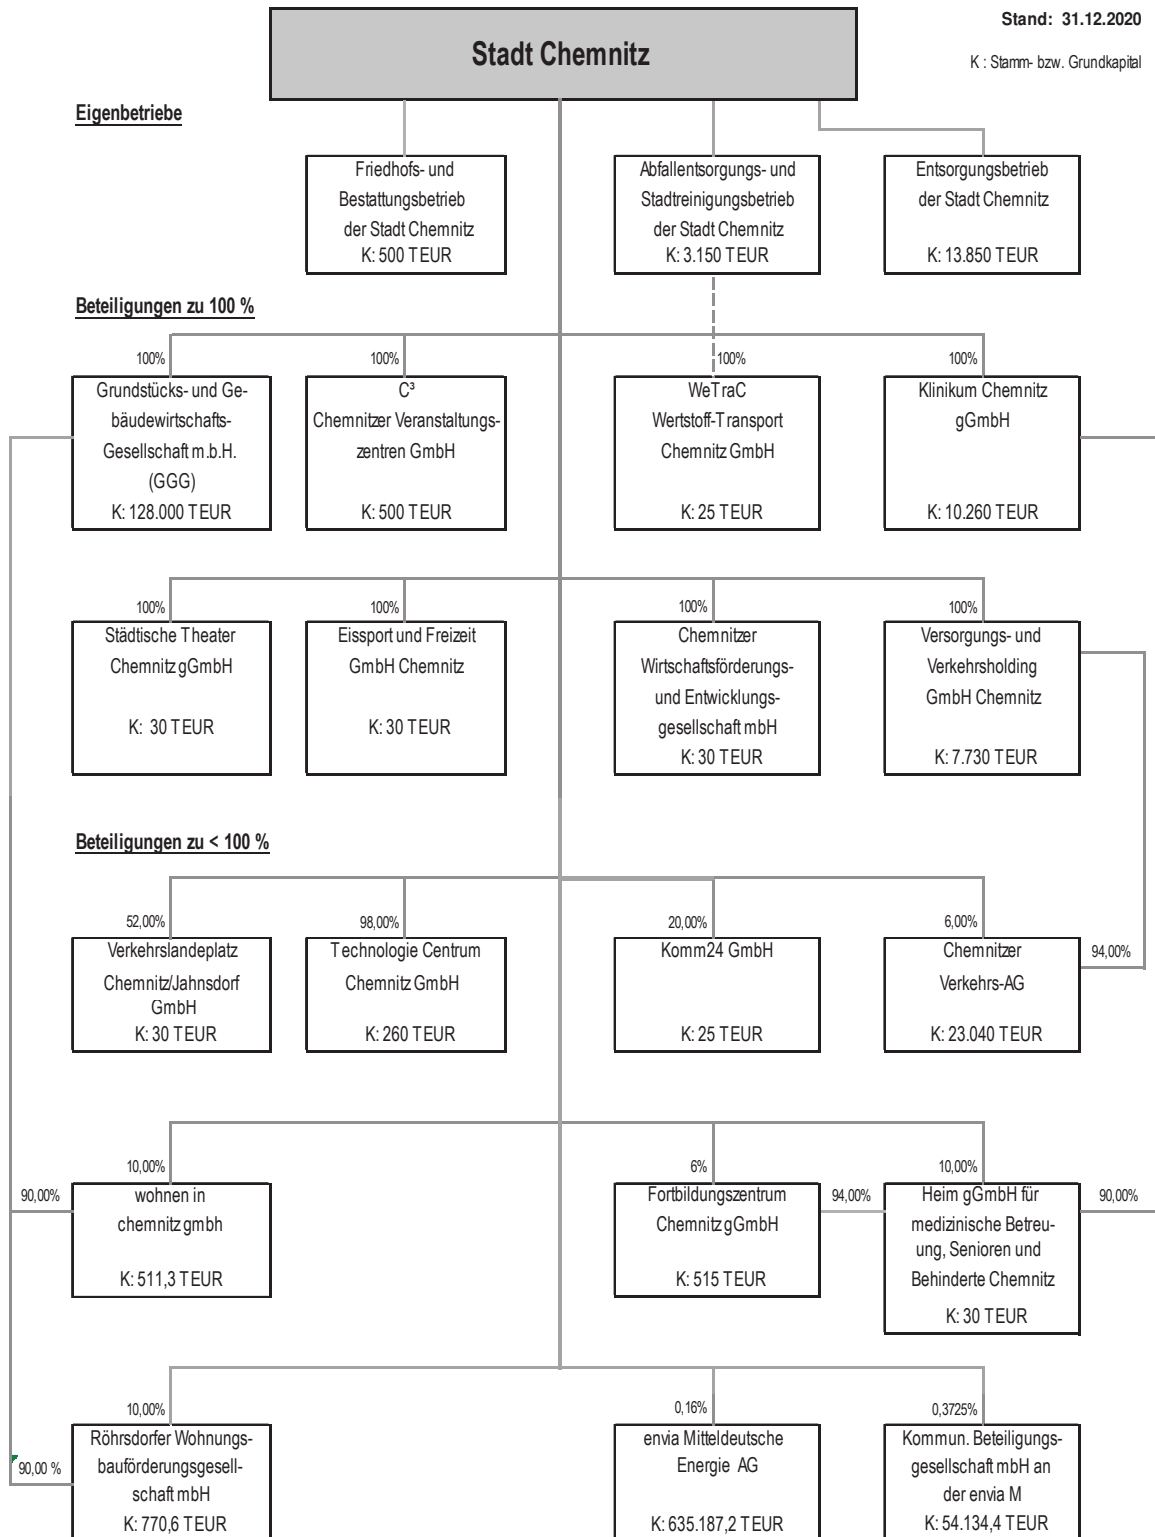 Stadt Chemnitz
Stand: 31.12.2020
K : Stamm- bzw. Grundkapital
Eigenbetriebe
Friedhofs- und
Bestattungsbetrieb
der Stadt Chemnitz
K: 500 TEUR
Abfallentsorgungs- und
Stadtreinigungsbetrieb
der Stadt Chemnitz
K: 3.150 TEUR
Entsorgungsbetrieb
der Stadt Chemnitz
K: 13.850 TEUR
Beteiligungen zu 100 %
100%
Grundstücks- und Ge-
bäudewirtschafts-
Gesellschaft m.b.H.
(GGG)
K: 128.000 TEUR
100%
C³
Chemnitzer Veranstaltungs-
zentren GmbH
K: 500 TEUR
100%
WeTraC
Wertstoff-Transport
Chemnitz GmbH
K: 25 TEUR
100%
Klinikum Chemnitz
gGmbH
K: 10.260 TEUR
100%
Städtische Theater
Chemnitz gGmbH
K: 30 TEUR
100%
Eissport und Freizeit
GmbH Chemnitz
K: 30 TEUR
100%
Chemnitzer
Wirtschaftsförderungs-
und Entwicklungs-
gesellschaft mbH
K: 30 TEUR
100%
Versorgungs- und
Verkehrsholding
GmbH Chemnitz
K: 7.730 TEUR
Beteiligungen zu < 100 %
52,00%
Verkehrslandeplatz
Chemnitz/Jahnsdorf
GmbH
K: 30 TEUR
98,00%
Technologie Centrum
Chemnitz GmbH
K: 260 TEUR
20,00%
Komm24 GmbH
K: 25 TEUR
6,00%
Chemnitzer
Verkehrs-AG
K: 23.040 TEUR
94,00%
10,00%
90,00%
wohnen in
chemnitz gmbh
K: 511,3 TEUR
6%
Fortbildungszentrum
Chemnitz gGmbH
K: 515 TEUR
94,00%
10,00%
Heim gGmbH für
medizinische Betreu-
ung, Senioren und
Behinderte Chemnitz
K: 30 TEUR
90,00%
10,00%
90,00 %
Röhrsdorfer Wohnungs-
bauförderungsgesell-
schaft mbH
K: 770,6 TEUR
0,16%
envia Mitteldeutsche
Energie AG
K: 635.187,2 TEUR
0,3725%
Kommun. Beteiligungs-
gesellschaft mbH an
der envia M
K: 54.134,4 TEUR